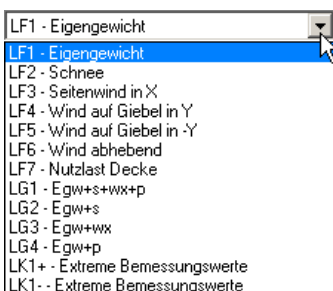 LF1 - Eigengewicht
LF1 - Eigengewicht
LF2 - Schnee
LF3 - Seitenwind in X
LF4 - Wind auf Giebel in Y
LF5 - Wind auf Giebel in -Y
LF6 - Wind abhebend
LF7 - Nutzlast Decke
LG1 - Egw+s+wx+p
LG2 - Egw+s
LG3 - Egw+wx
LG4 - Egw+p
LK1+ - Extreme Bemessungswerte
LK1- - Extreme Bemessungswerte